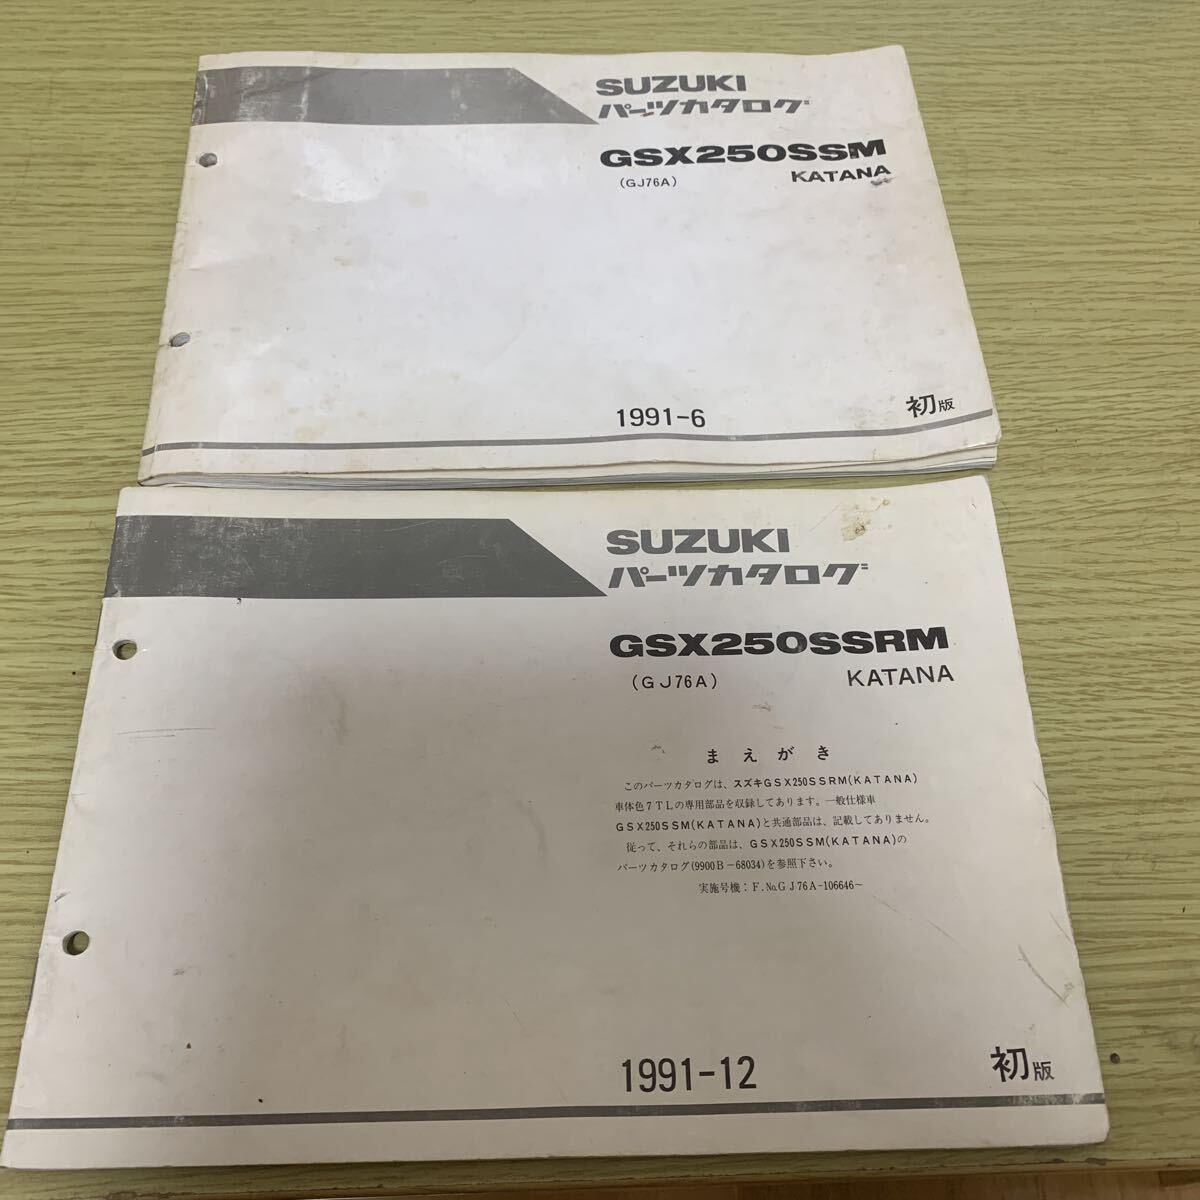 SUZUKI
パーツカタログ
GSX250SSM
(GJ76A) KATANA
1991-6 初版
SUZUKI
パーツカタログ
GSX250SSRM
(GJ76A) KATANA
まえがき
このパーツカタログは、スズキGSX250SSRM(KATANA)
車体色7TLの専用部品を収録してあります。一般仕様車
GSX250SSM(KATANA)と共通部品は、記載してありません。
従って、それらの部品は、GSX250SSM(KATANA)の
パーツカタログ(9900B-68034)を参照下さい。
実施号機：F.No.GJ76A-106646~
1991-12 初版